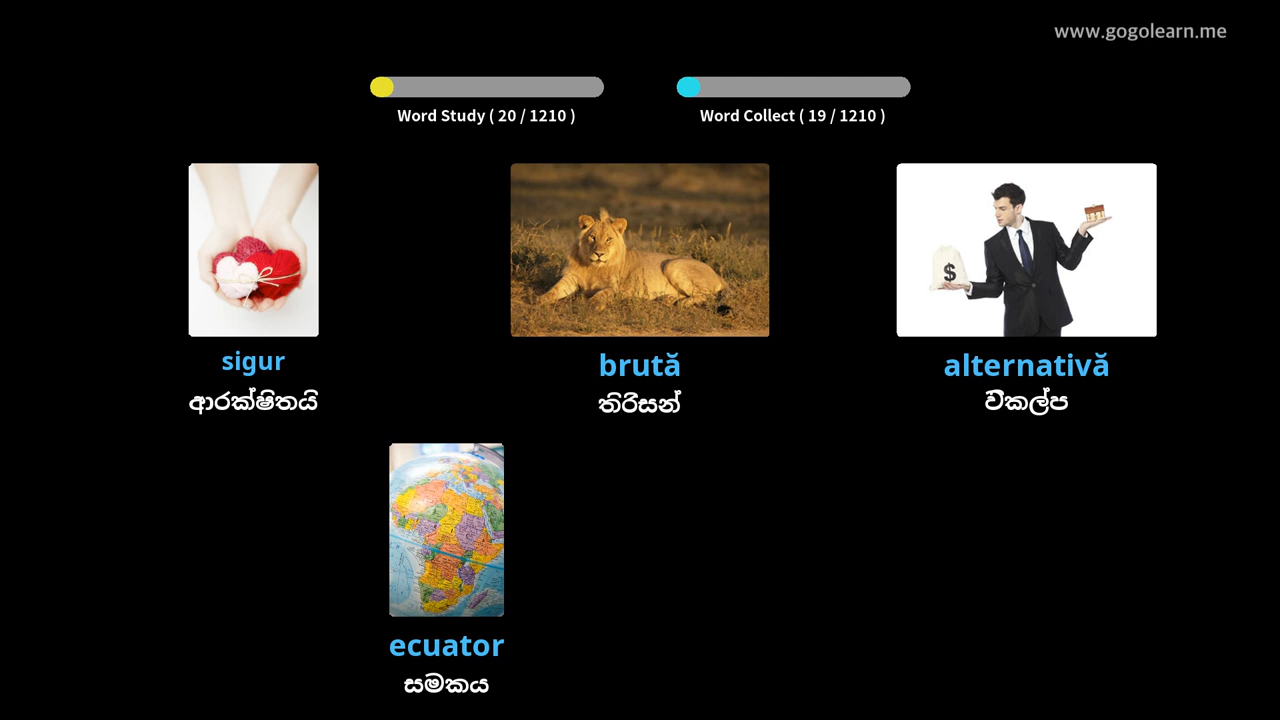 www.gogolearn.me
Word Study ( 20 / 1210 )
Word Collect ( 19 / 1210 )
sigur
ආරක්ෂිතයි
brută
තිරිසන්
alternativă
විකල්ප
$
ecuator
සමකය